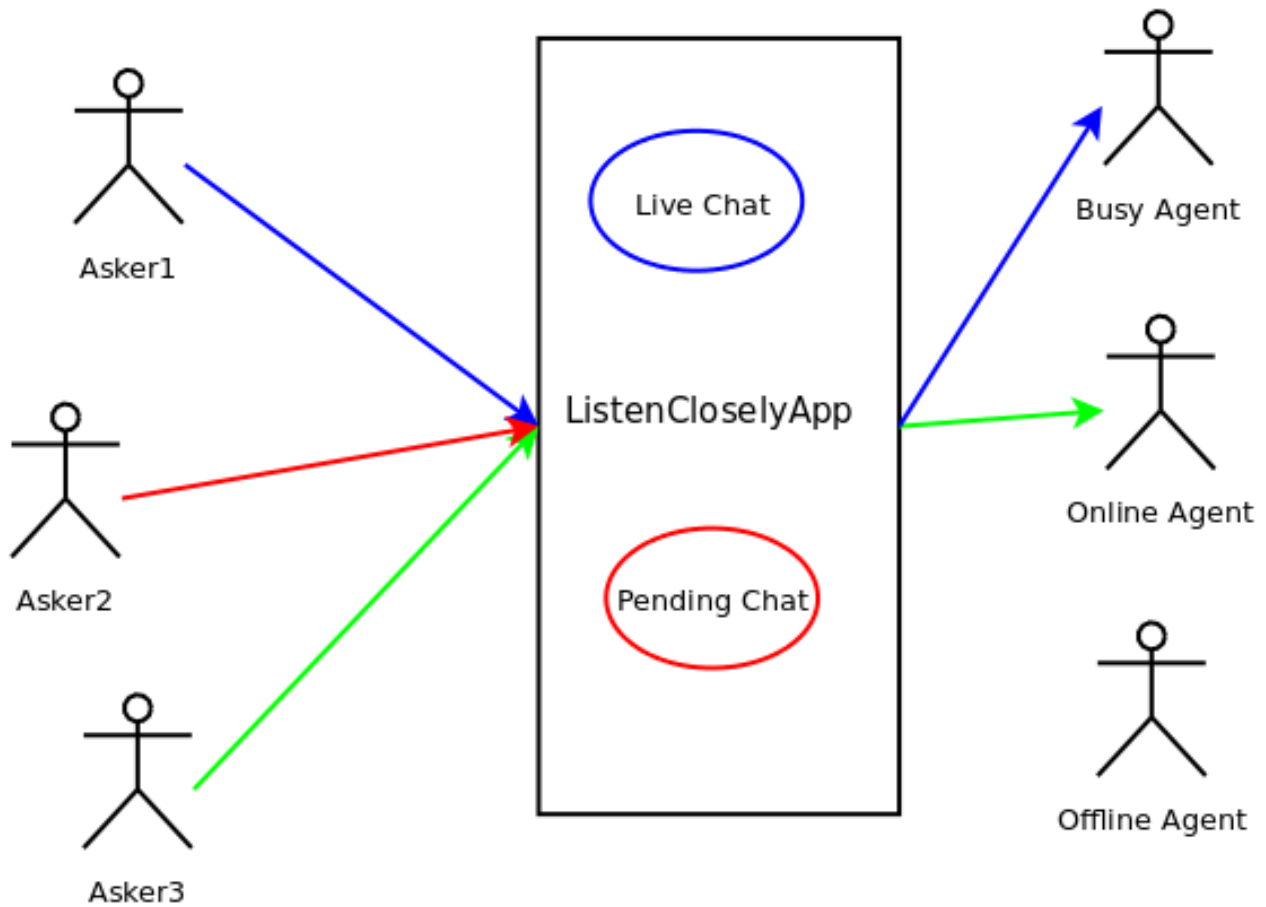 Asker1
Asker2
Asker3
Live Chat
ListenCloselyApp
Pending Chat
Busy Agent
Online Agent
Offline Agent